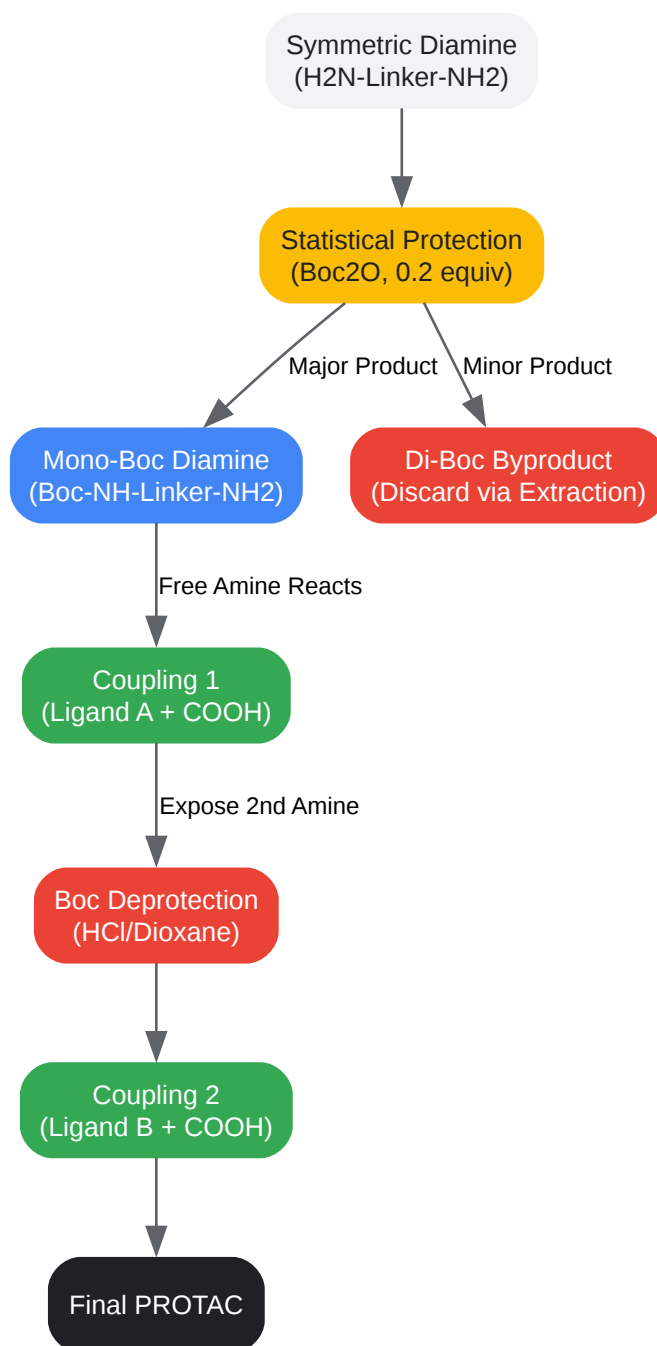 Symmetric Diamine
(H2N-Linker-NH2)
Statistical Protection
(Boc2O, 0.2 equiv)
Major Product
Minor Product
Mono-Boc Diamine
(Boc-NH-Linker-NH2)
Di-Boc Byproduct
(Discard via Extraction)
Free Amine Reacts
Coupling 1
(Ligand A + COOH)
Expose 2nd Amine
Boc Deprotection
(HCl/Dioxane)
Coupling 2
(Ligand B + COOH)
Final PROTAC